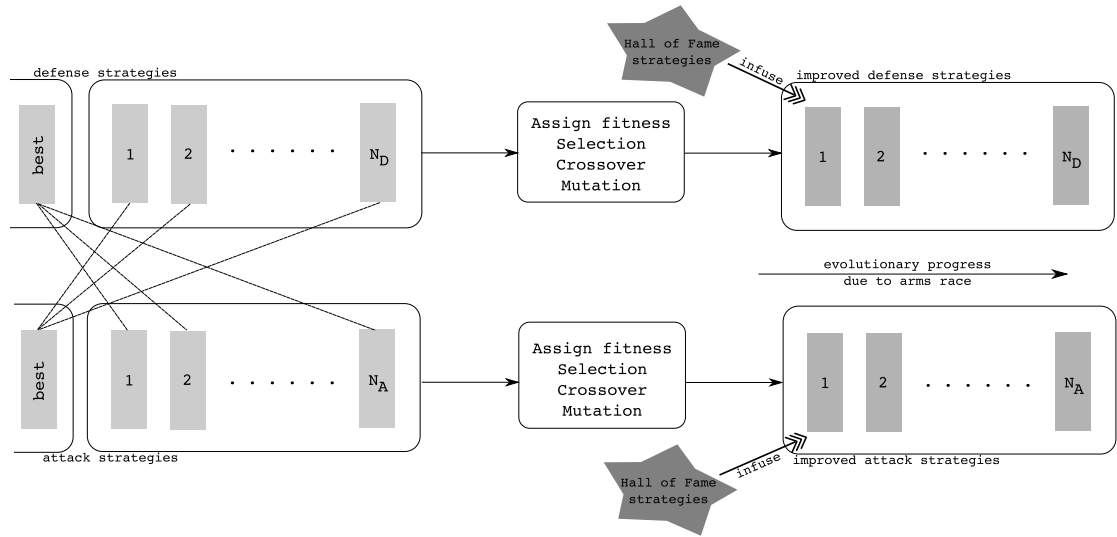 Hall of Fame
strategies
infuse
defense strategies
improved defense strategies
best
1
2
. . . . . .
N_D
Assign fitness
Selection
Crossover
Mutation
1
2
. . . . . .
N_D
evolutionary progress
due to arms race
best
1
2
. . . . . .
N_A
Assign fitness
Selection
Crossover
Mutation
1
2
. . . . . .
N_A
attack strategies
improved attack strategies
infuse
Hall of Fame
strategies